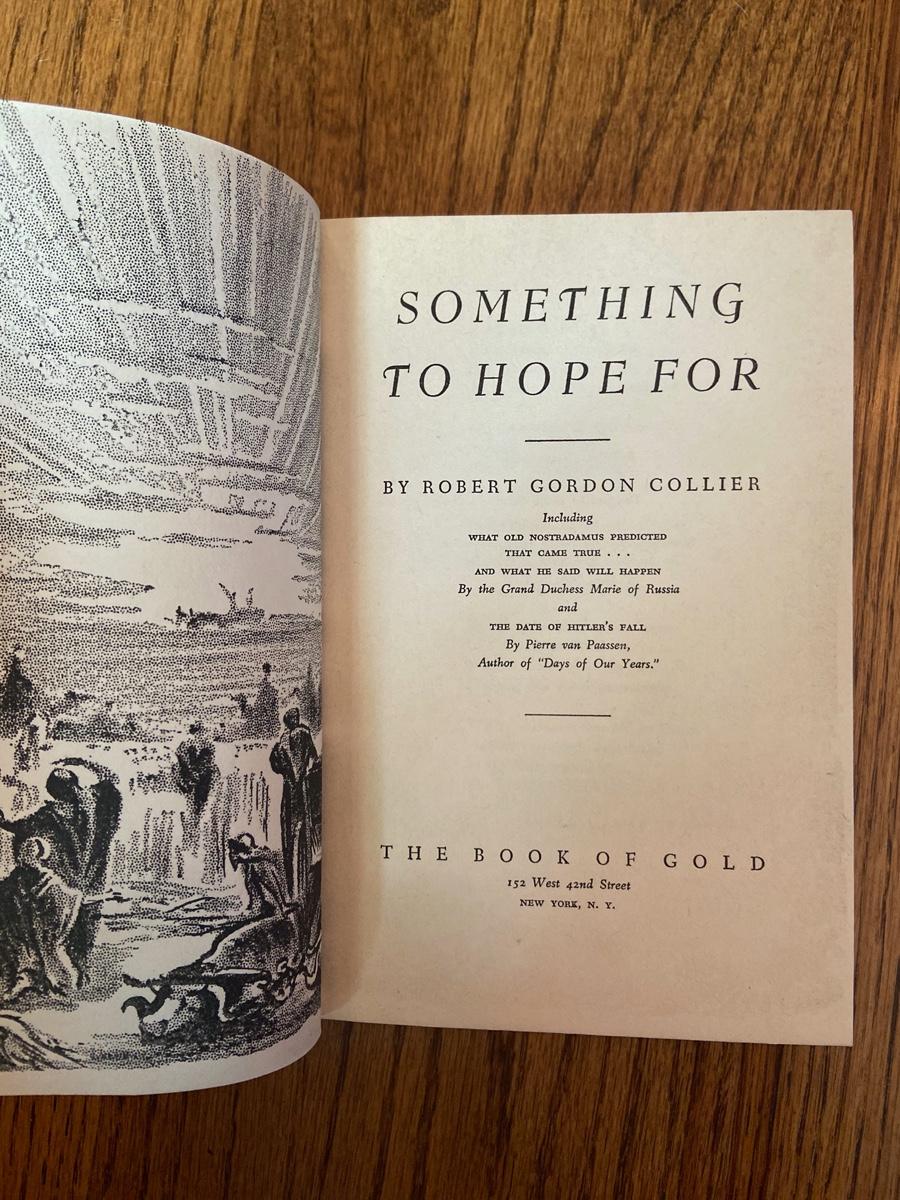 SOMETHING
TO HOPE FOR
BY ROBERT GORDON COLLIER
Including
WHAT OLD NOSTRADAMUS PREDICTED
THAT CAME TRUE . . .
AND WHAT HE SAID WILL HAPPEN
By the Grand Duchess Marie of Russia
and
THE DATE OF HITLER'S FALL
By Pierre van Paassen,
Author of "Days of Our Years."
THE BOOK OF GOLD
152 West 42nd Street
NEW YORK, N. Y.